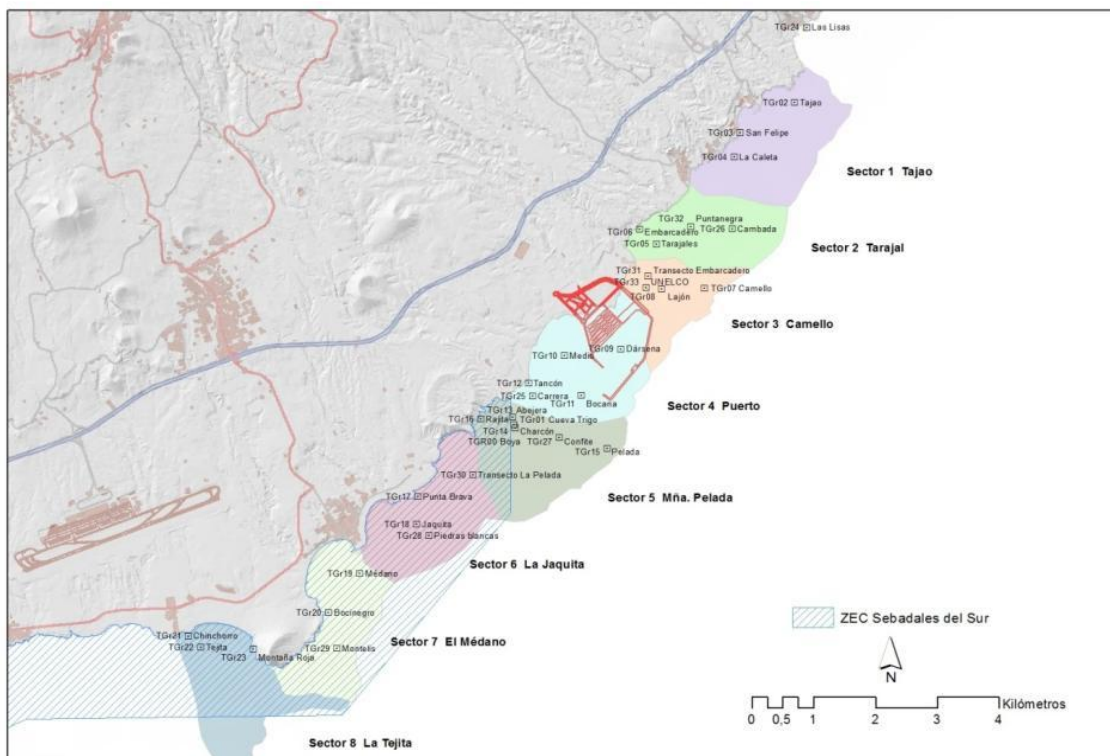 TGr24 Las Lisas
TGr02 Tajao
TGr03 San Felipe
TGr04 La Caleta
Sector 1 Tajao
TGr32 Puntanegra
TGr06 Embarcadero
TGr26 Cambada
TGr05 Tarajales
Sector 2 Tarajal
TGr31 Transecto Embarcadero
TGr33 UNELCO
TGr08 Lajón
TGr07 Camello
Sector 3 Camello
TGr09 Dársena
TGr10 Medio
TGr12 Tancón
TGr25 Carrera
TGr11 Bocana
Sector 4 Puerto
TGr13 Abejera
TGr16 Rajita
TGr01 Cueva Trigo
TGr14 Charcón
TGR00 Boya
TGr27 Confite
TGr15 Pelada
TGr30 Transecto La Pelada
Sector 5 Mña. Pelada
TGr17 Punta Brava
TGr18 Jaquita
TGr28 Piedras blancas
Sector 6 La Jaquita
TGr19 Médano
TGr20 Bocinegro
ZEC Sebadales del Sur
TGr21 Chinchorro
TGr22 Tejita
TGr23 Montaña Roja
TGr29 Montelis
Sector 7 El Médano
N
Kilómetros
0 0,5 1 2 3 4
Sector 8 La Tejita